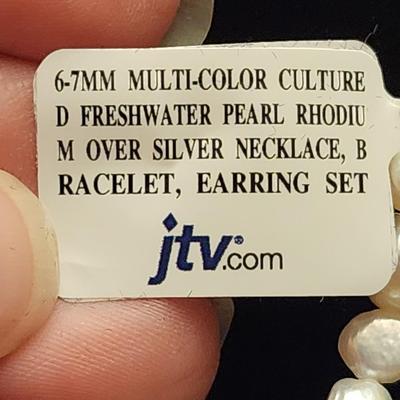 6-7MM MULTI-COLOR CULTURE
D FRESHWATER PEARL RHODIU
M OVER SILVER NECKLACE, B
RACELET, EARRING SET
jtv®.com